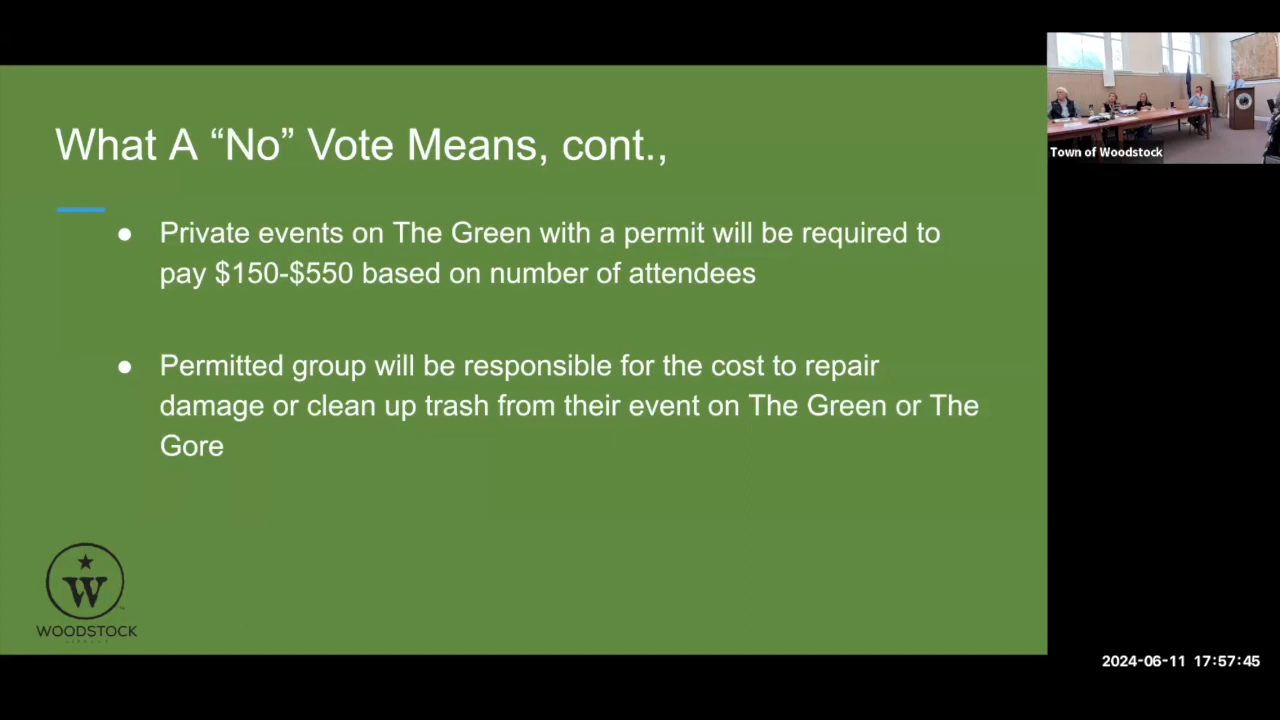 What A “No” Vote Means, cont.,
● Private events on The Green with a permit will be required to
pay $150-$550 based on number of attendees
● Permitted group will be responsible for the cost to repair
damage or clean up trash from their event on The Green or The
Gore
W
WOODSTOCK
Town of Woodstock
2024-06-11 17:57:45